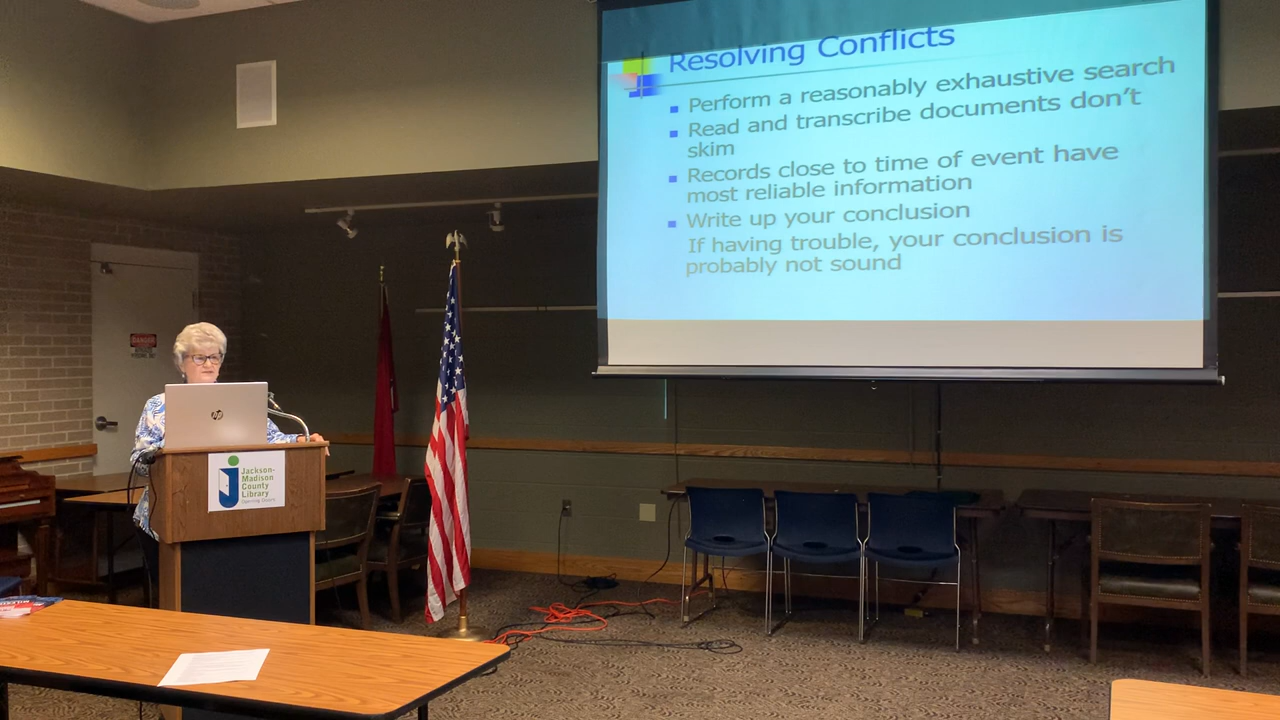 Resolving Conflicts
Perform a reasonably exhaustive search
Read and transcribe documents don't
skim
Records close to time of event have
most reliable information
Write up your conclusion
If having trouble, your conclusion is
probably not sound
DANGER
hp
Jackson-
Madison
County
Library